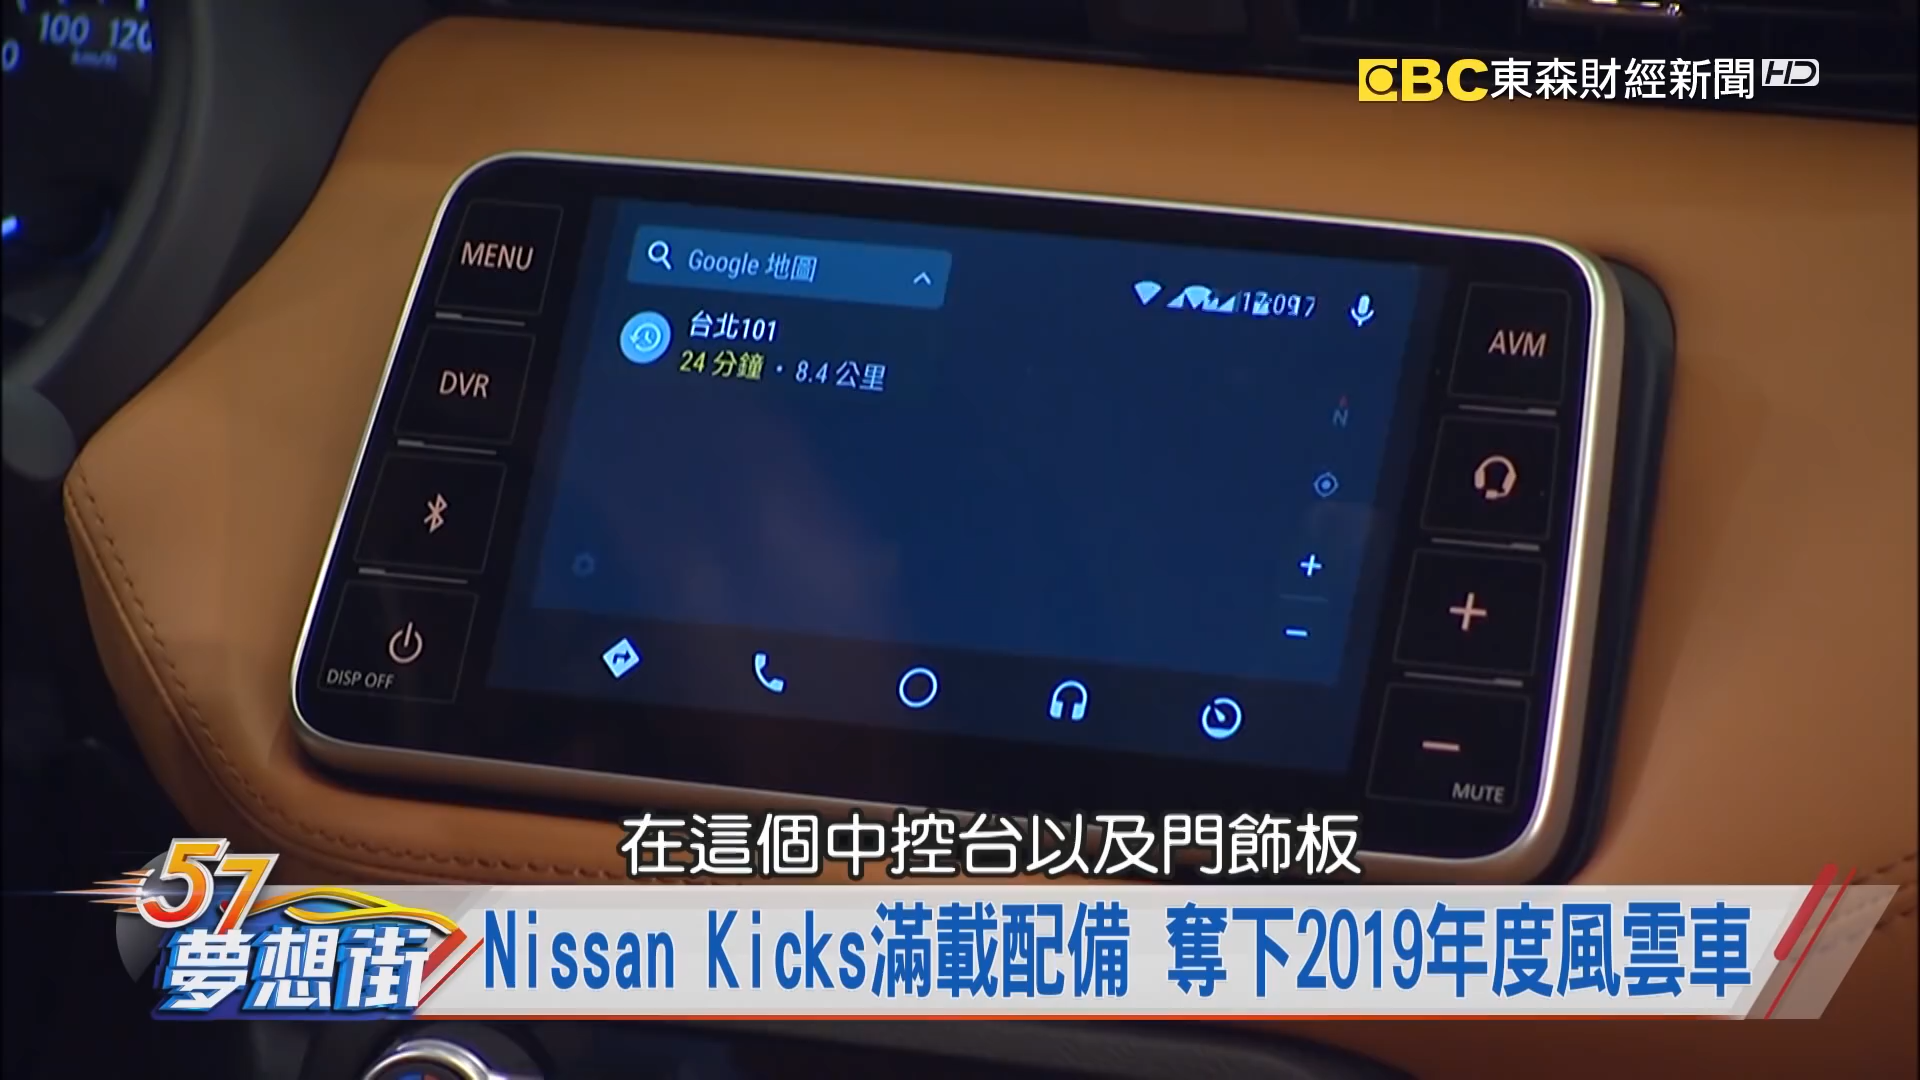 100 120
km/h
EBC東森財經新聞HD
MENU
DVR
DISP OFF
Google 地圖
台北101
24 分鐘・8.4 公里
N
+
−
AVM
+
−
MUTE
在這個中控台以及門飾板
57
夢想街
Nissan Kicks滿載配備 奪下2019年度風雲車